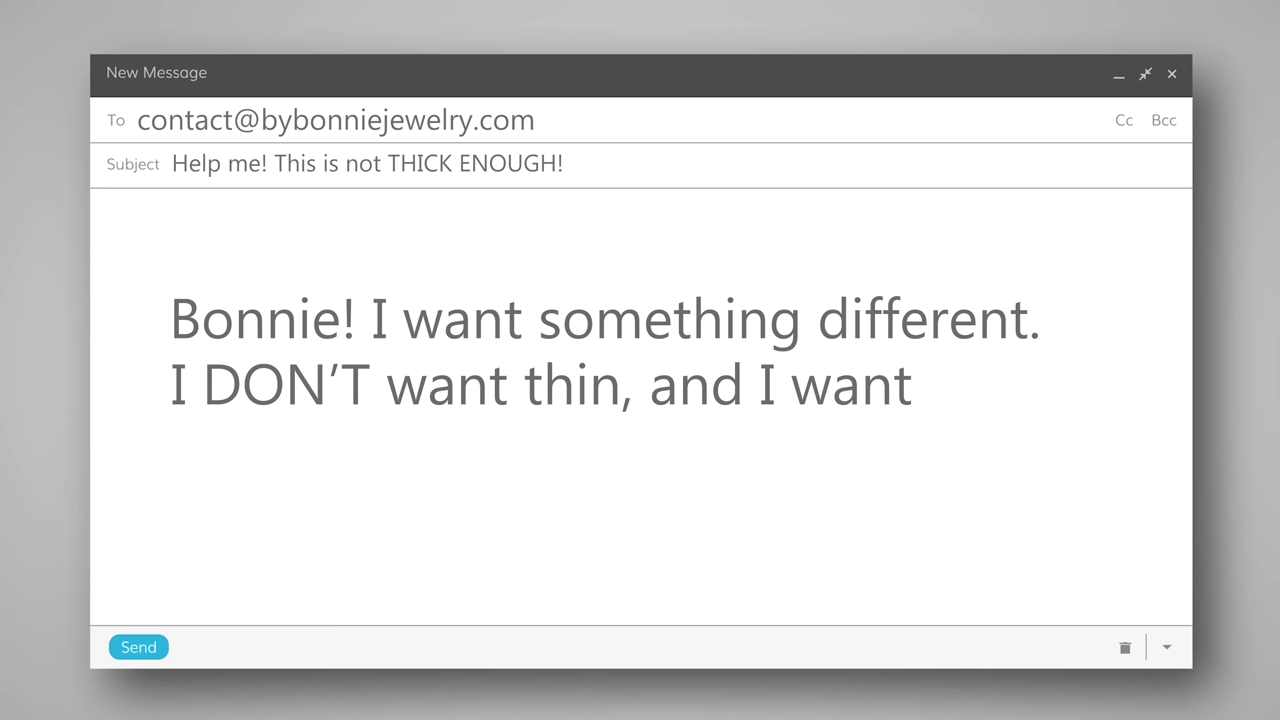 New Message
To contact@bybonniejewelry.com Cc Bcc
Subject Help me! This is not THICK ENOUGH!
Bonnie! I want something different.
I DON’T want thin, and I want
Send